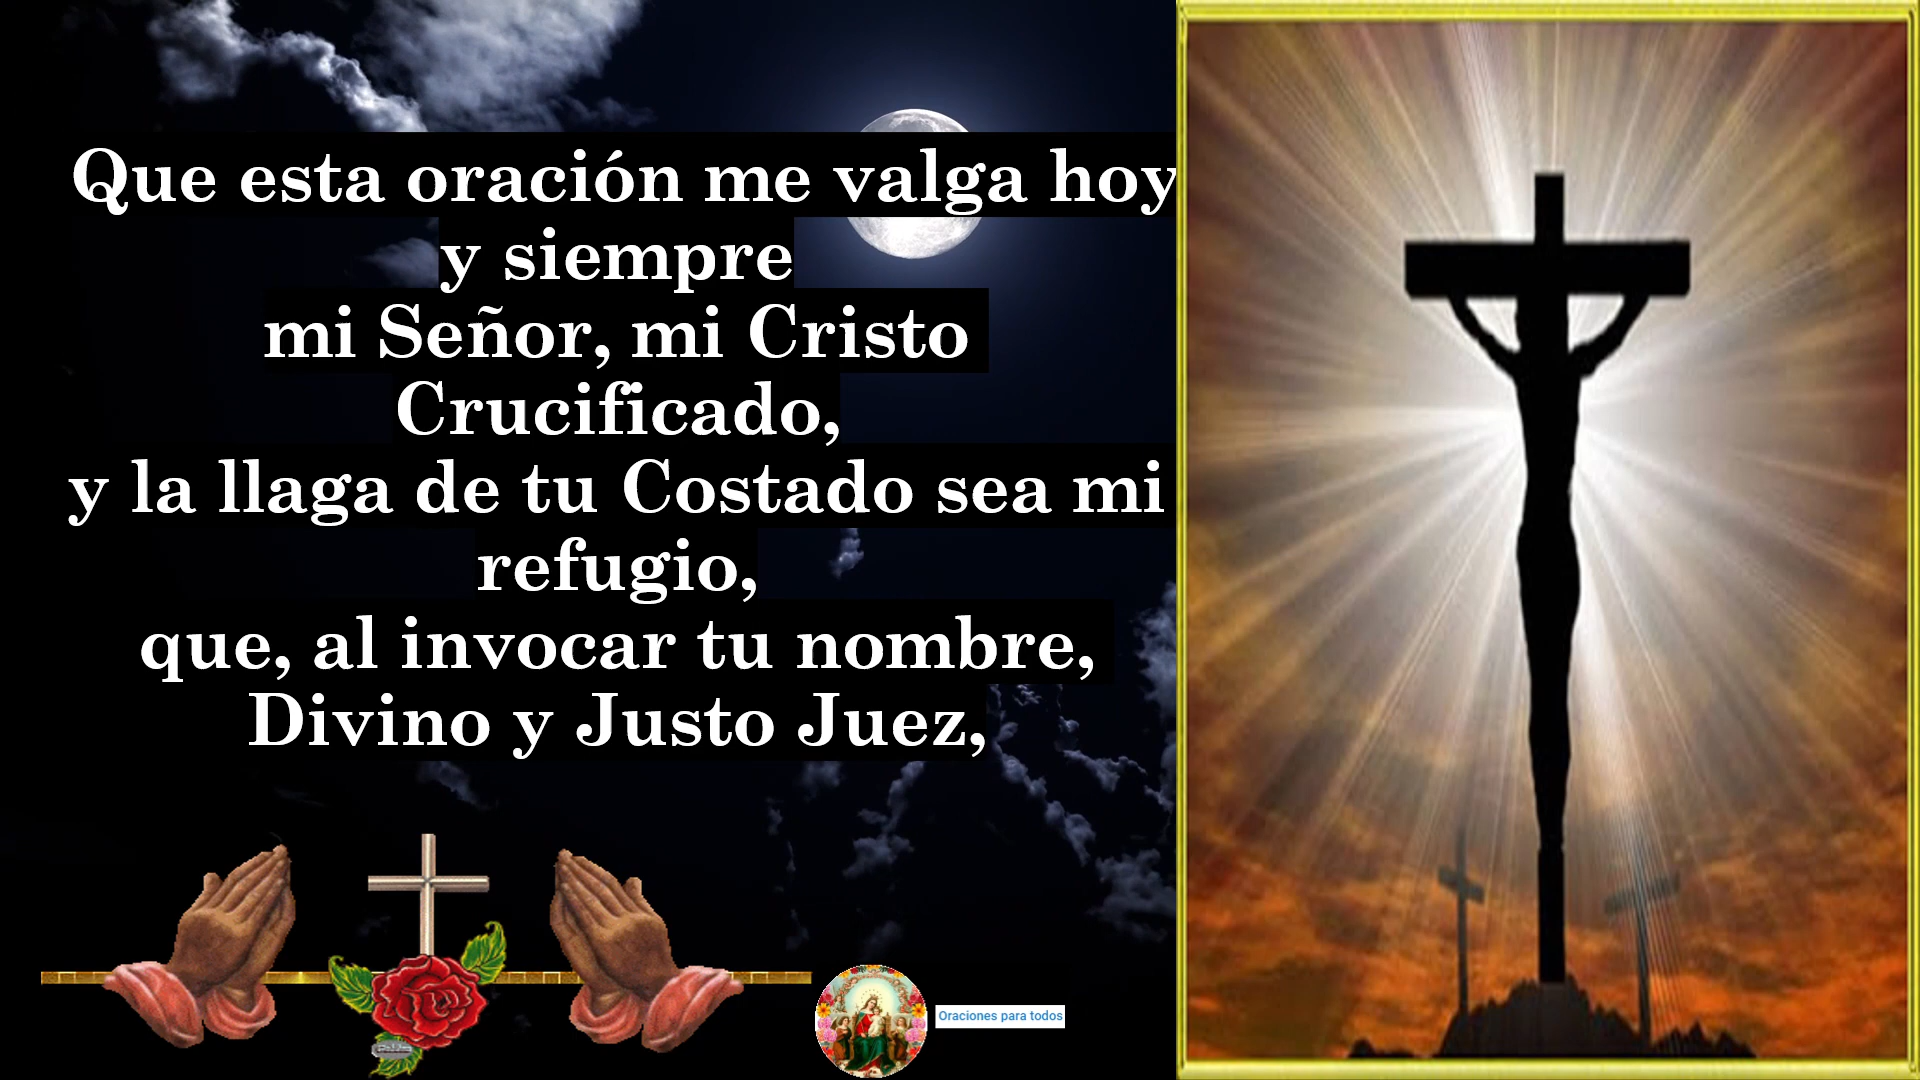 Que esta oración me valga hoy
y siempre
mi Señor, mi Cristo
Crucificado,
y la llaga de tu Costado sea mi
refugio,
que, al invocar tu nombre,
Divino y Justo Juez,
Oraciones para todos